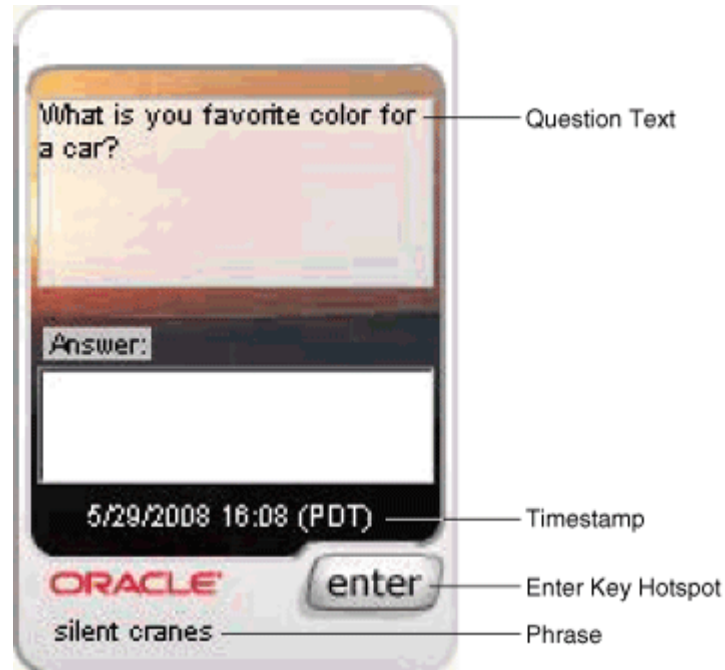 What is you favorite color for
a car?
Question Text
Answer:
5/29/2008 16:08 (PDT)
Timestamp
ORACLE
enter
Enter Key Hotspot
silent cranes
Phrase